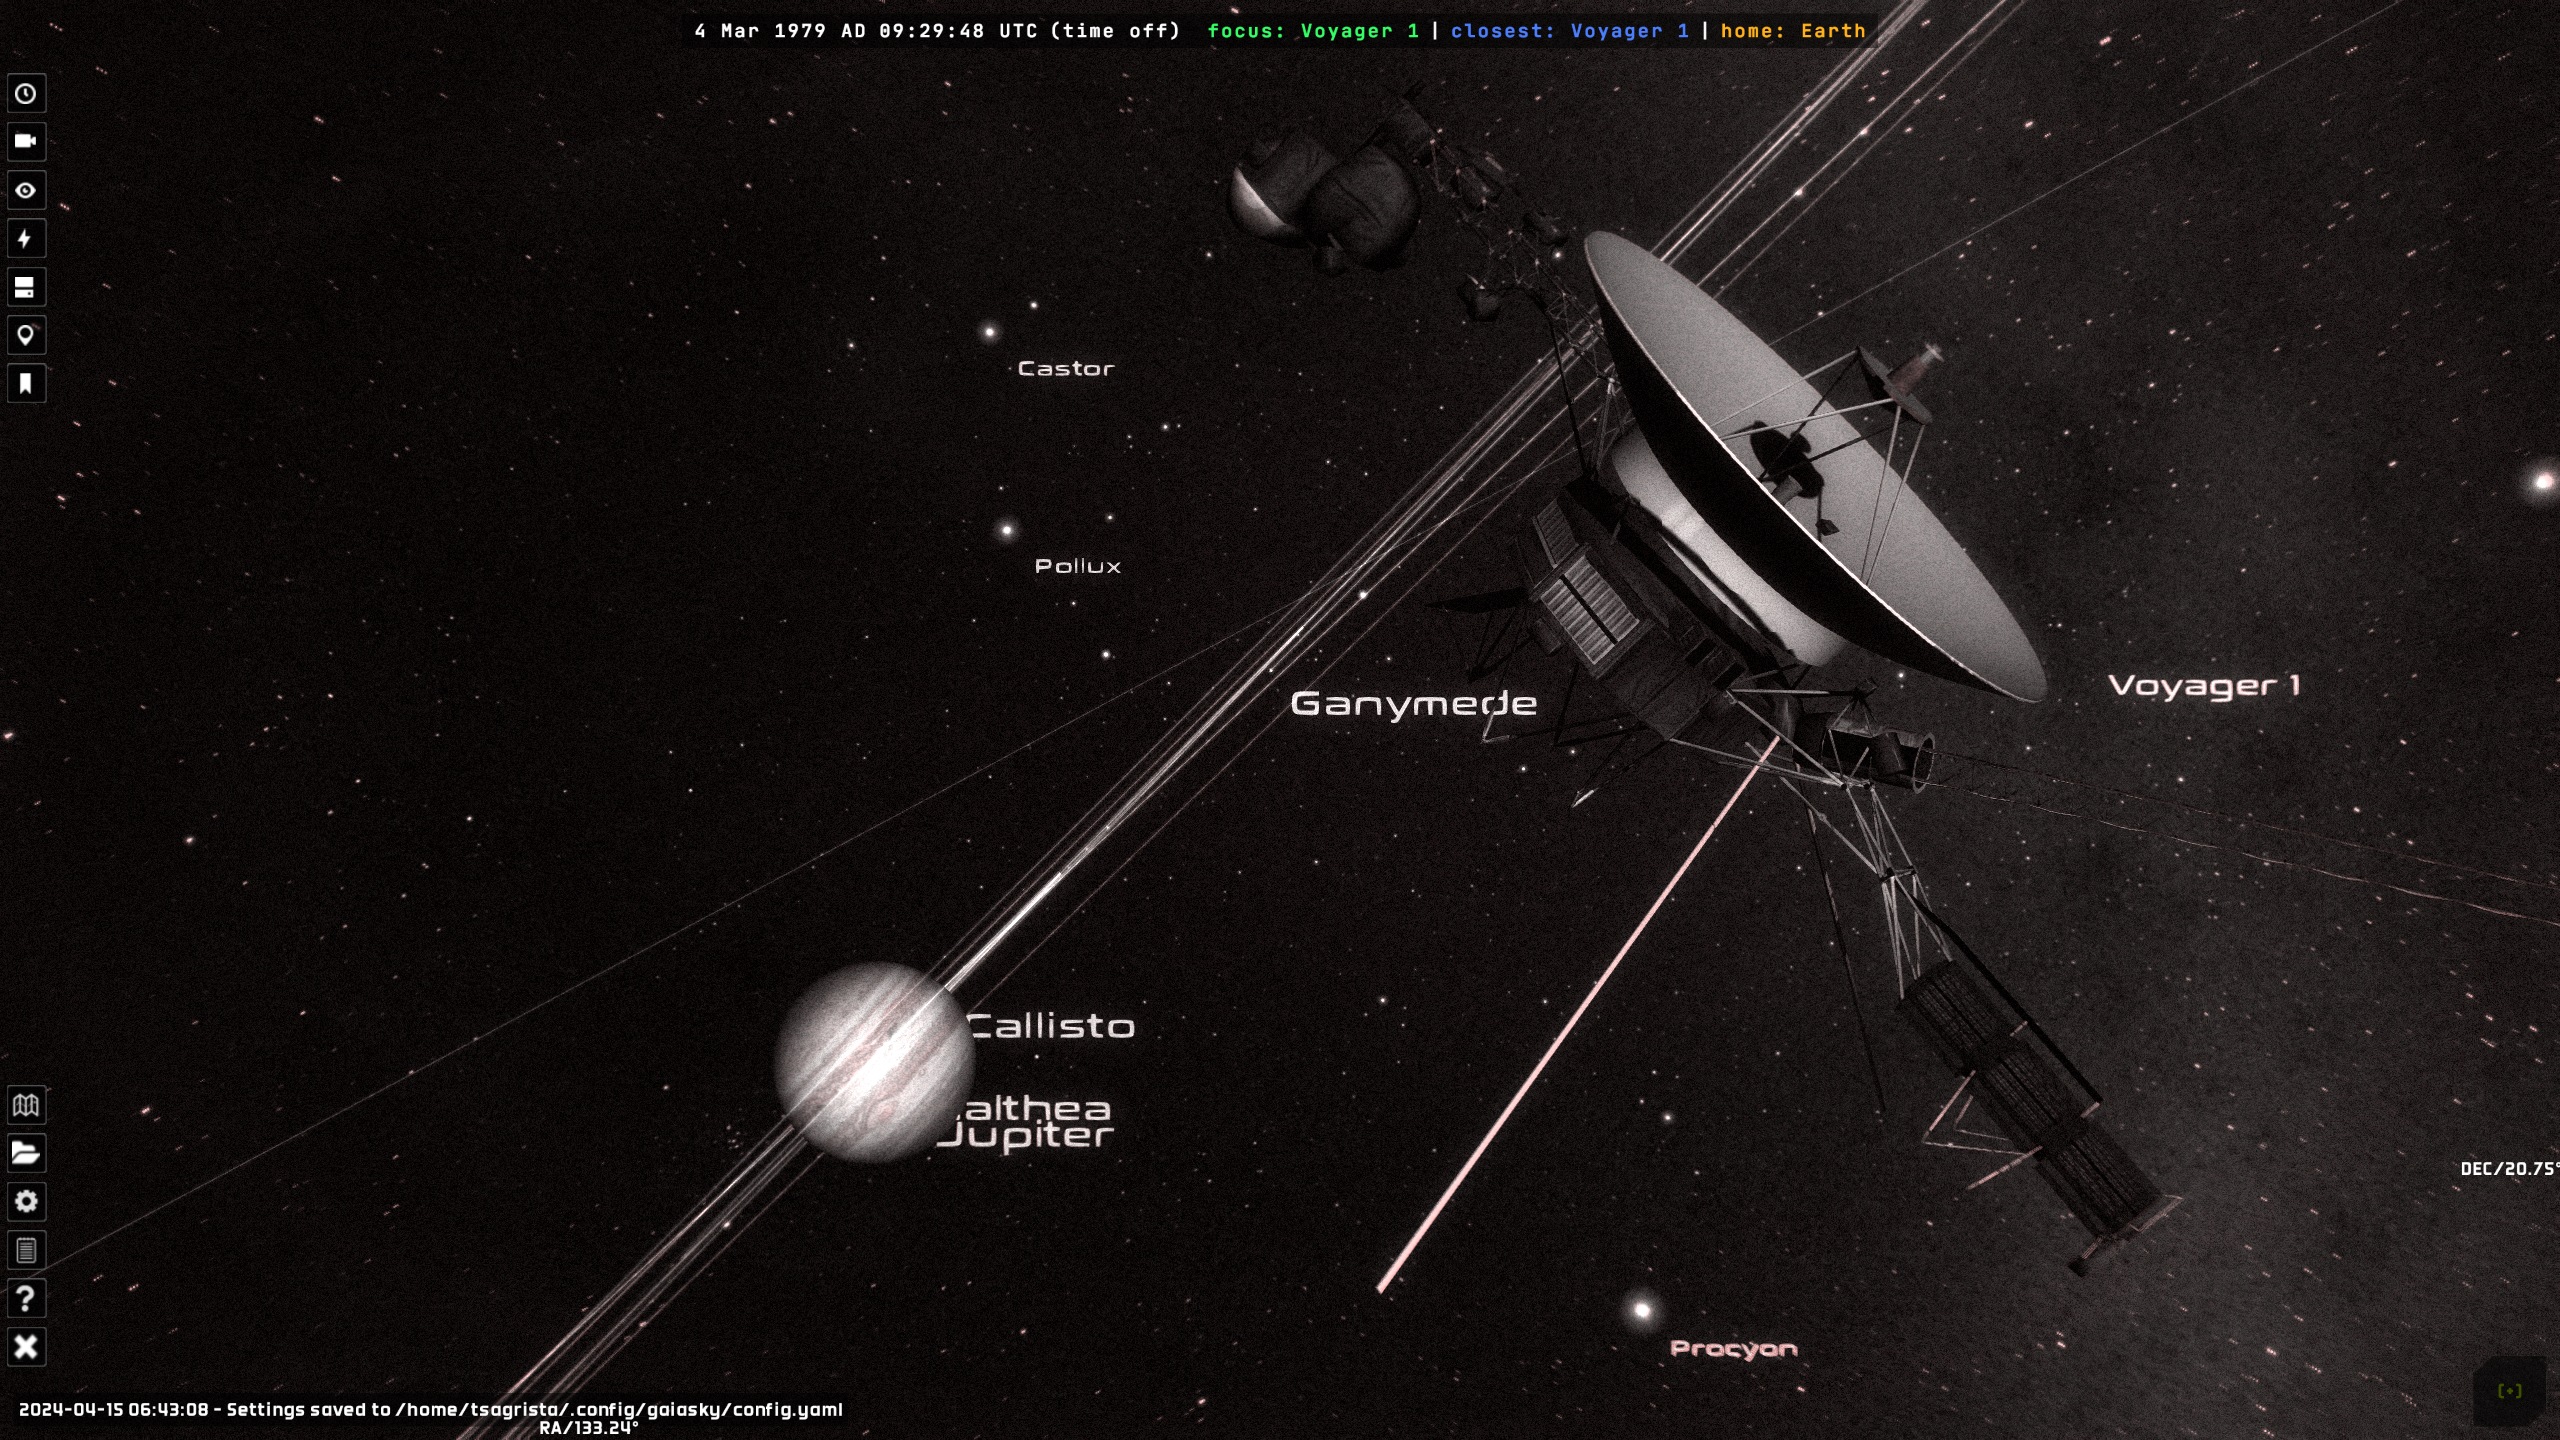 4 Mar 1979 AD 09:29:48 UTC (time off) focus: Voyager 1 | closest: Voyager 1 | home: Earth
Castor
Pollux
Voyager 1
Ganymede
Callisto
althea
Jupiter
DEC/20.75°
Procyon
[+]
2024-04-15 06:43:08 - Settings saved to /home/tsagrista/.config/gaiasky/config.yaml
RA/133.24°